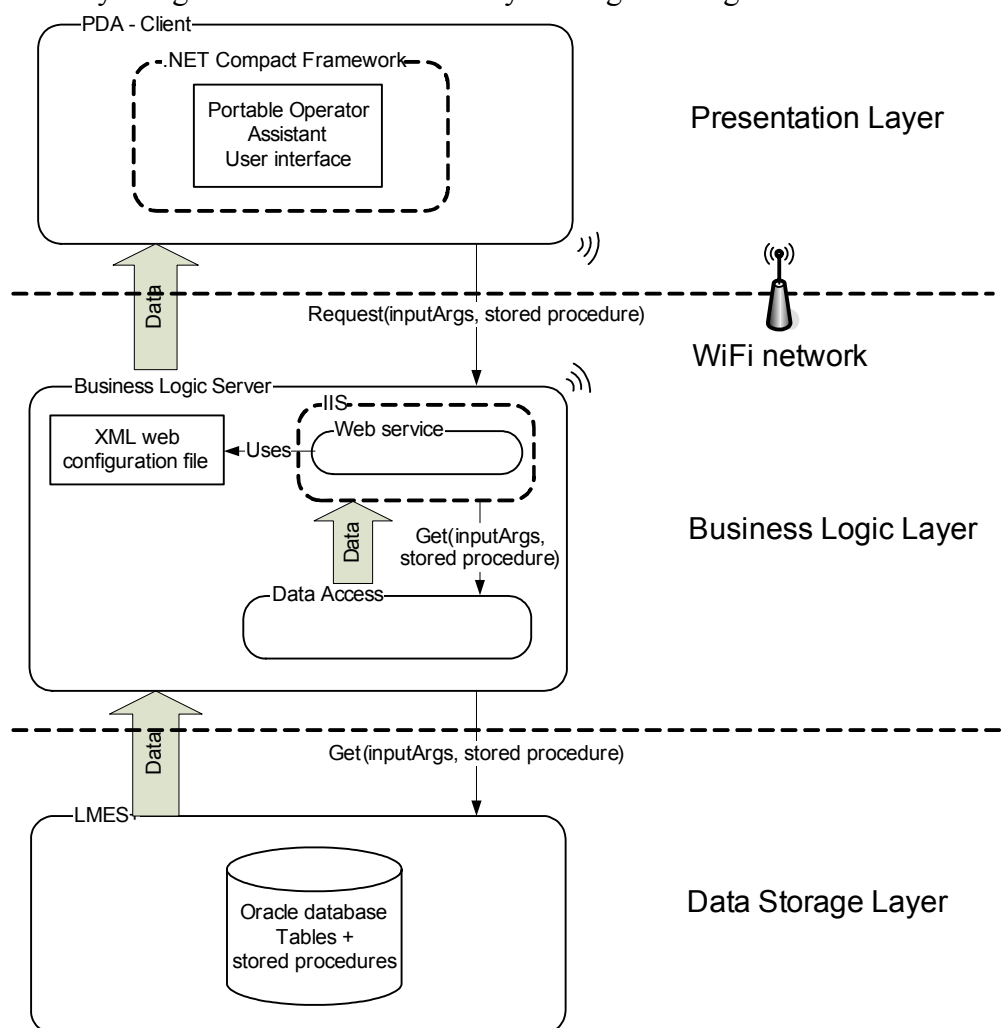 PDA - Client
.NET Compact Framework
Portable Operator
Assistant
User interface
Presentation Layer
Data
Request(inputArgs, stored procedure)
WiFi network
Business Logic Server
IIS
Web service
XML web
configuration file
Uses
Data
Get(inputArgs,
stored procedure)
Business Logic Layer
Data Access
Data
Get(inputArgs, stored procedure)
LMES
Oracle database
Tables +
stored procedures
Data Storage Layer